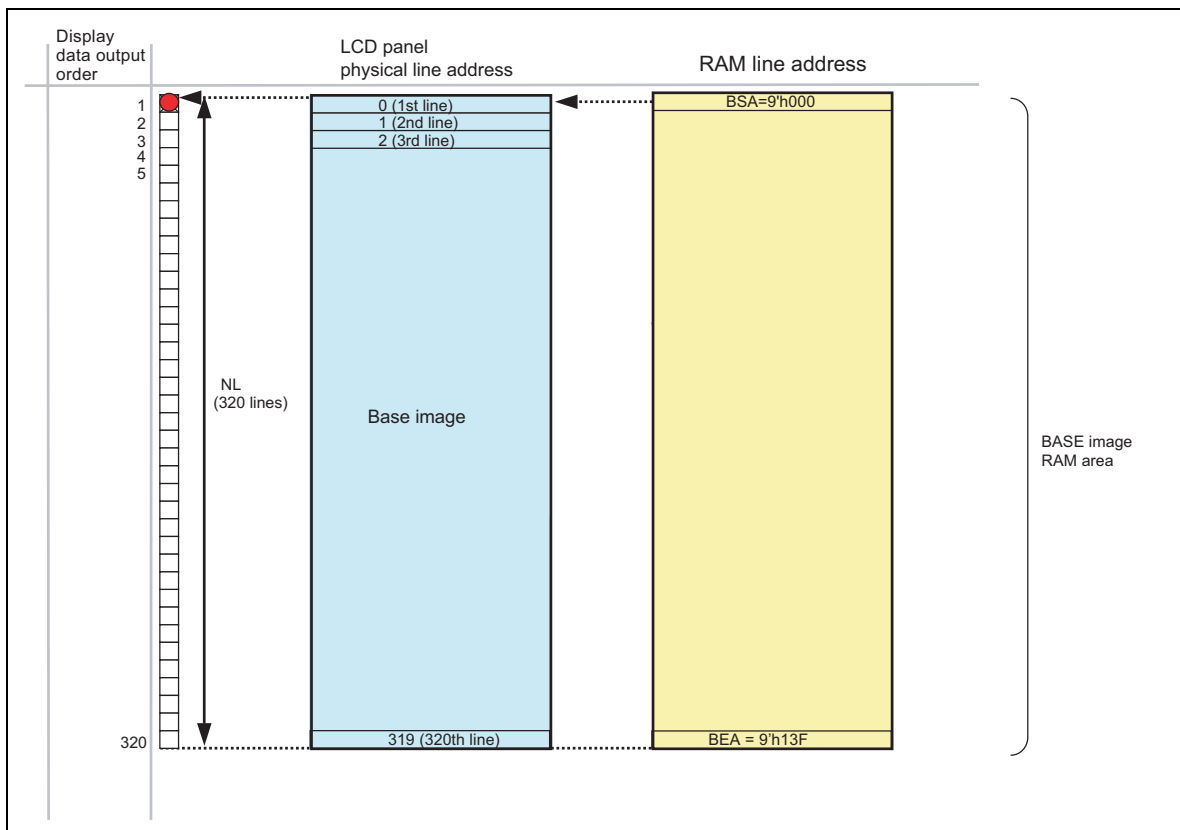 Display
data output
order
LCD panel
physical line address
RAM line address
1
2
3
4
5
320
0 (1st line)
1 (2nd line)
2 (3rd line)
NL
(320 lines)
Base image
319 (320th line)
BSA=9'h000
BEA = 9'h13F
BASE image
RAM area